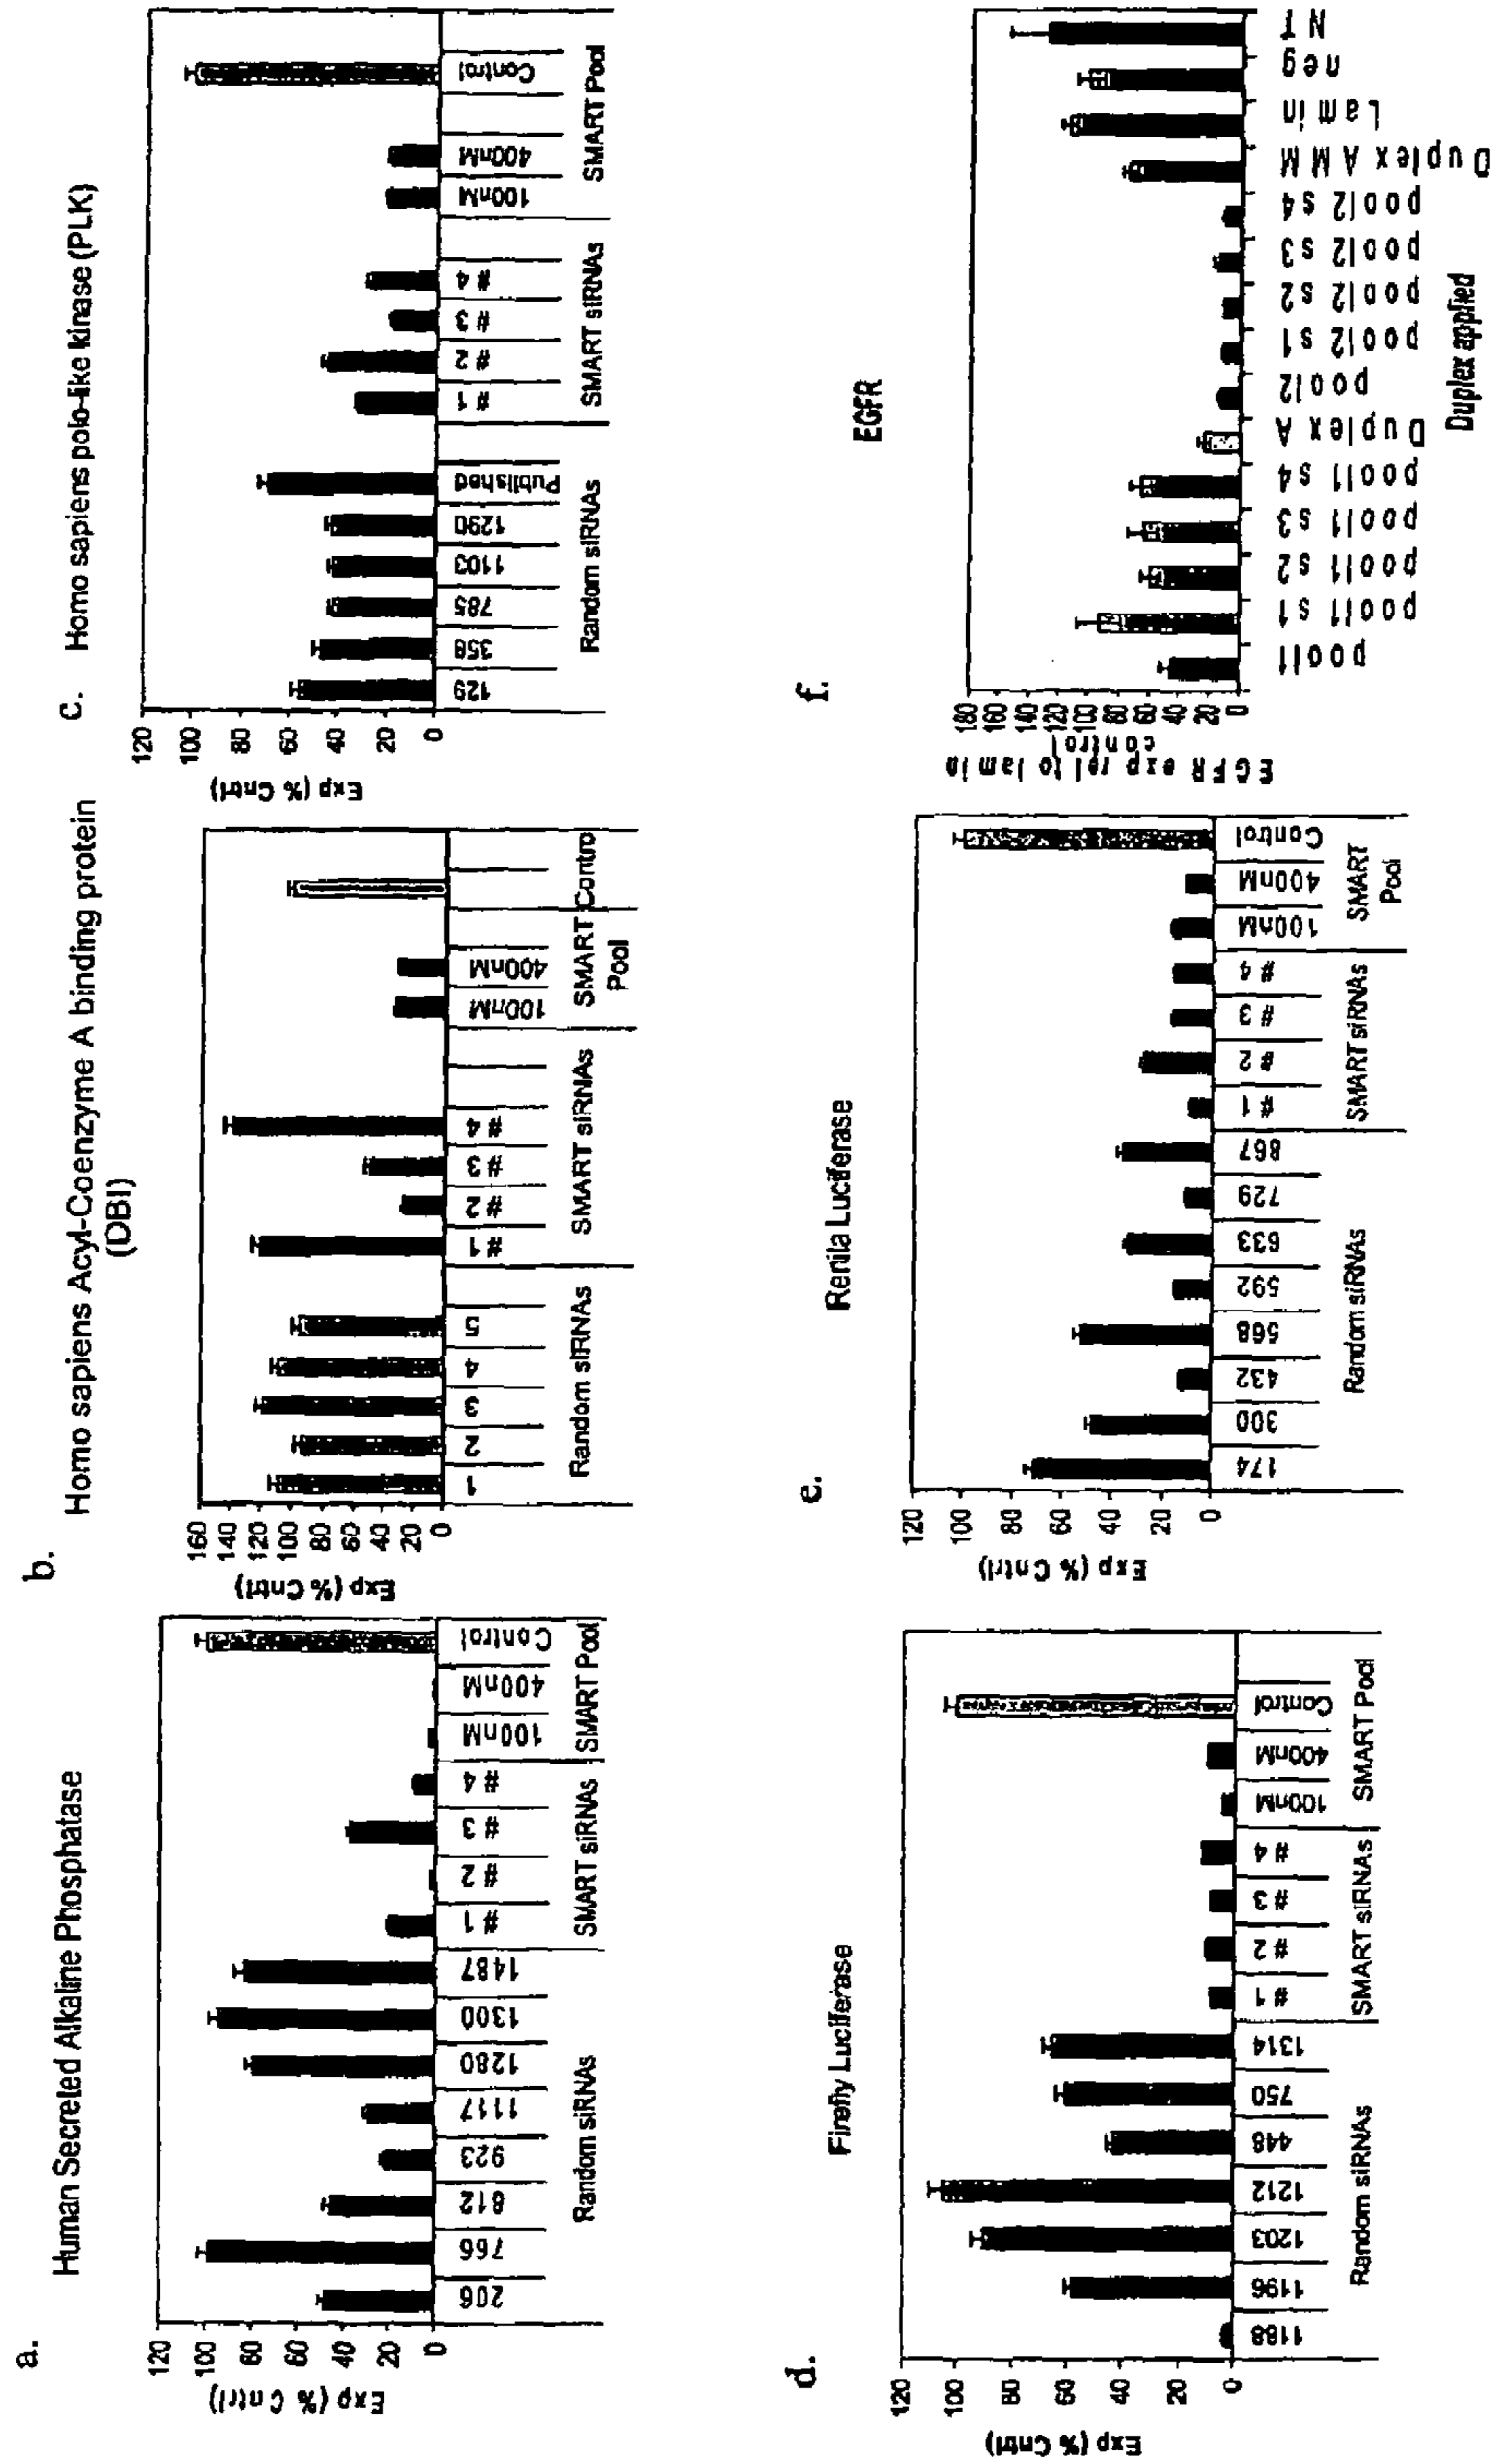 a.
Human Secreted Alkaline Phosphatase
Exp (% Cntrl)
120
100
80
60
40
20
0
206
766
812
923
1117
1280
1300
1487
#1
#2
#3
#4
100nM
400nM
Control
Random siRNAs
SMART siRNAs
SMART Pool
b.
Homo sapiens Acyl-Coenzyme A binding protein
(DBI)
Exp (% Cntrl)
160
140
120
100
80
60
40
20
0
1
2
3
4
5
#1
#2
#3
#4
100nM
400nM
Random siRNAs
SMART siRNAs
SMART
Pool
Contro
c.
Homo sapiens polo-like kinase (PLK)
Exp (% Cntrl)
120
100
80
60
40
20
0
129
358
785
1103
1290
Published
#1
#2
#3
#4
100nM
400nM
Control
Random siRNAs
SMART siRNAs
SMART Pool
d.
Firefly Luciferase
Exp (% Cntrl)
120
100
80
60
40
20
0
1188
1196
1203
1212
448
750
1314
#1
#2
#3
#4
100nM
400nM
Control
Random siRNAs
SMART siRNAs
SMART Pool
e.
Renila Luciferase
Exp (% Cntrl)
120
100
80
60
40
20
0
174
300
432
568
592
633
729
867
#1
#2
#3
#4
100nM
400nM
Control
Random siRNAs
SMART siRNAs
SMART
Pool
f.
EGFR
EGFR exp rel to lamin
control
180
160
140
120
100
80
60
40
20
0
pool1
pool1 s1
pool1 s2
pool1 s3
pool1 s4
Duplex A
pool2
pool2 s1
pool2 s2
pool2 s3
pool2 s4
Duplex AMM
Lamin
neg
NT
Duplex applied